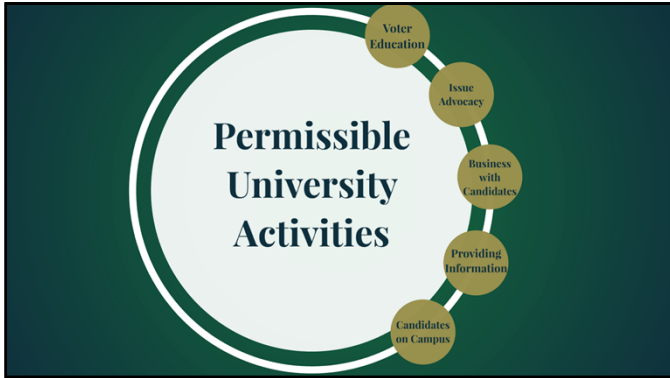 Permissible
University
Activities
Voter
Education
Issue
Advocacy
Business
with
Candidates
Providing
Information
Candidates
on Campus